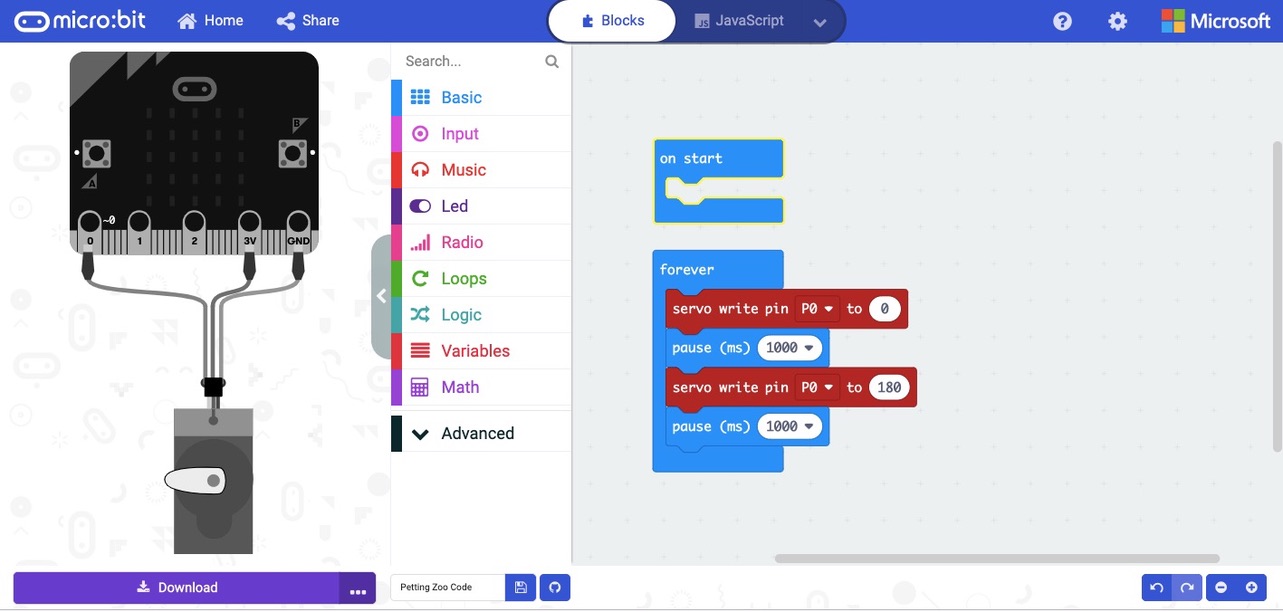 micro:bit Home Share Blocks JS JavaScript ? Microsoft
Search...
Basic
Input
Music
Led
Radio
Loops
Logic
Variables
Math
Advanced
B
A
~0
0 1 2 3V GND
on start
forever
servo write pin P0 to 0
pause (ms) 1000
servo write pin P0 to 180
pause (ms) 1000
Download ... Petting Zoo Code